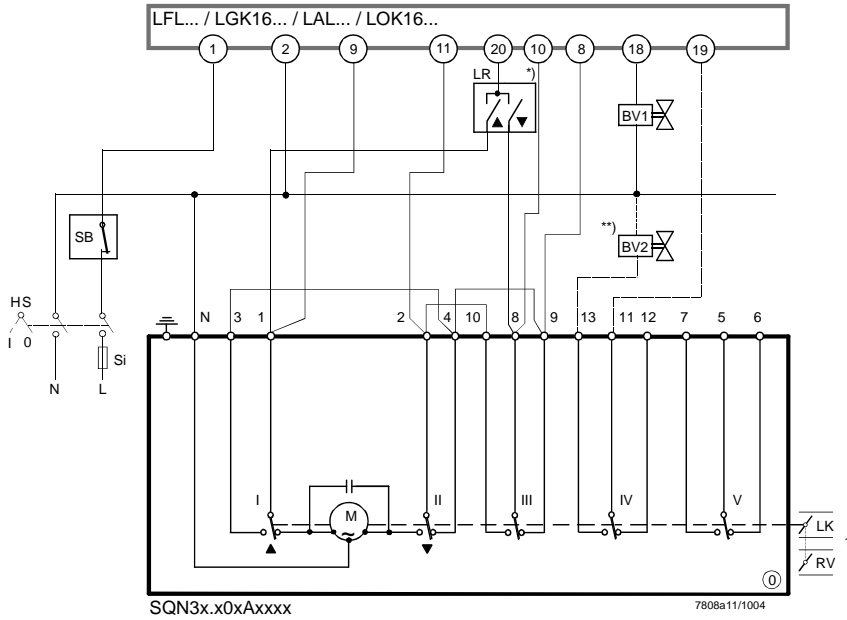 LFL... / LGK16... / LAL... / LOK16...
1 2 9 11 20 10 8 18 19
LR *)
BV1
SB
**)
BV2
HS
I 0
N 3 1 2 4 10 8 9 13 11 12 7 5 6
Si
N L
I II III IV V
M
~
LK
RV
0
SQN3x.x0xAxxxx
7808a11/1004